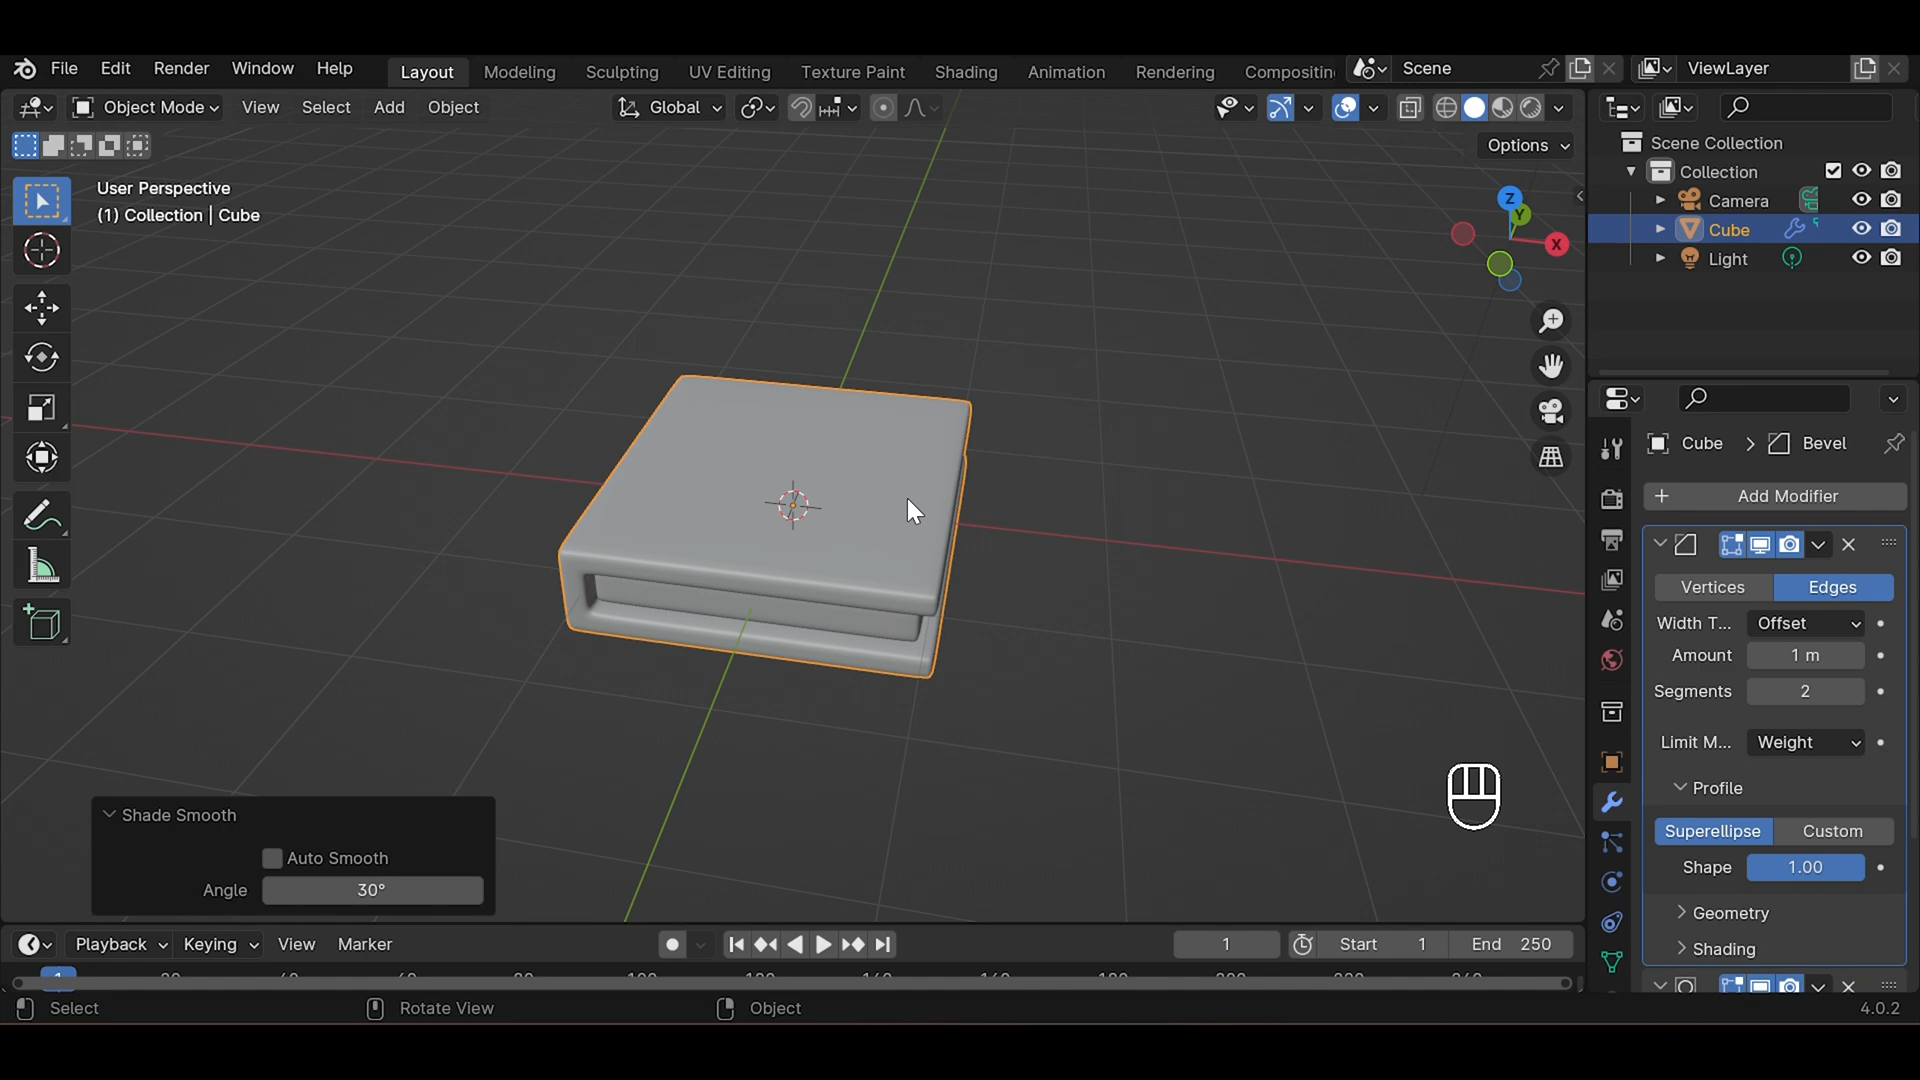 File Edit Render Window Help Layout Modeling Sculpting UV Editing Texture Paint Shading Animation Rendering Compositin Scene ViewLayer
Object Mode View Select Add Object Global
Options
User Perspective
(1) Collection | Cube
Z
Y
X
Scene Collection
Collection
Camera
Cube
Light
Cube > Bevel
+ Add Modifier
Vertices Edges
Width T... Offset
Amount 1 m
Segments 2
Limit M... Weight
Profile
Superellipse Custom
Shape 1.00
Geometry
Shading
Shade Smooth
Auto Smooth
Angle 30°
Playback Keying View Marker 1 Start 1 End 250
1
Select Rotate View Object 4.0.2